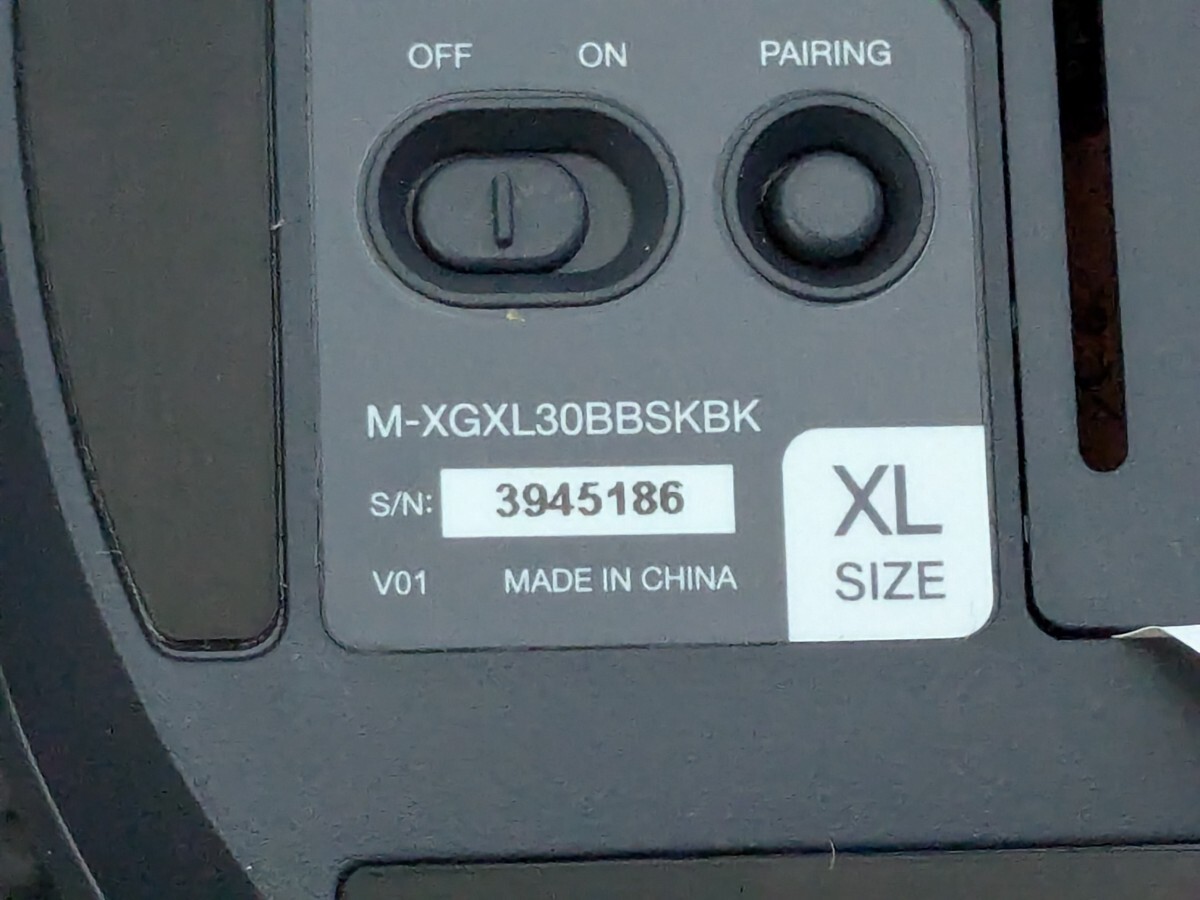 OFF ON PAIRING
M-XGXL30BBSKBK
S/N: 3945186
V01 MADE IN CHINA
XL
SIZE